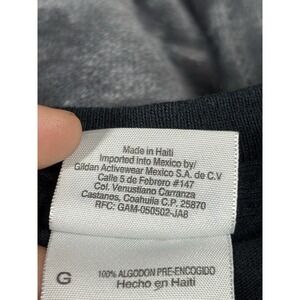 Made in Haiti
Imported into Mexico by/
Gildan Activewear Mexico S.A. de C.V
Calle 5 de Febrero #147
Col. Venustiano Carranza
Castanos, Coahuila C.P. 25870
RFC: GAM-050502-JA8
G
100% ALGODON PRE-ENCOGIDO
Hecho en Haiti